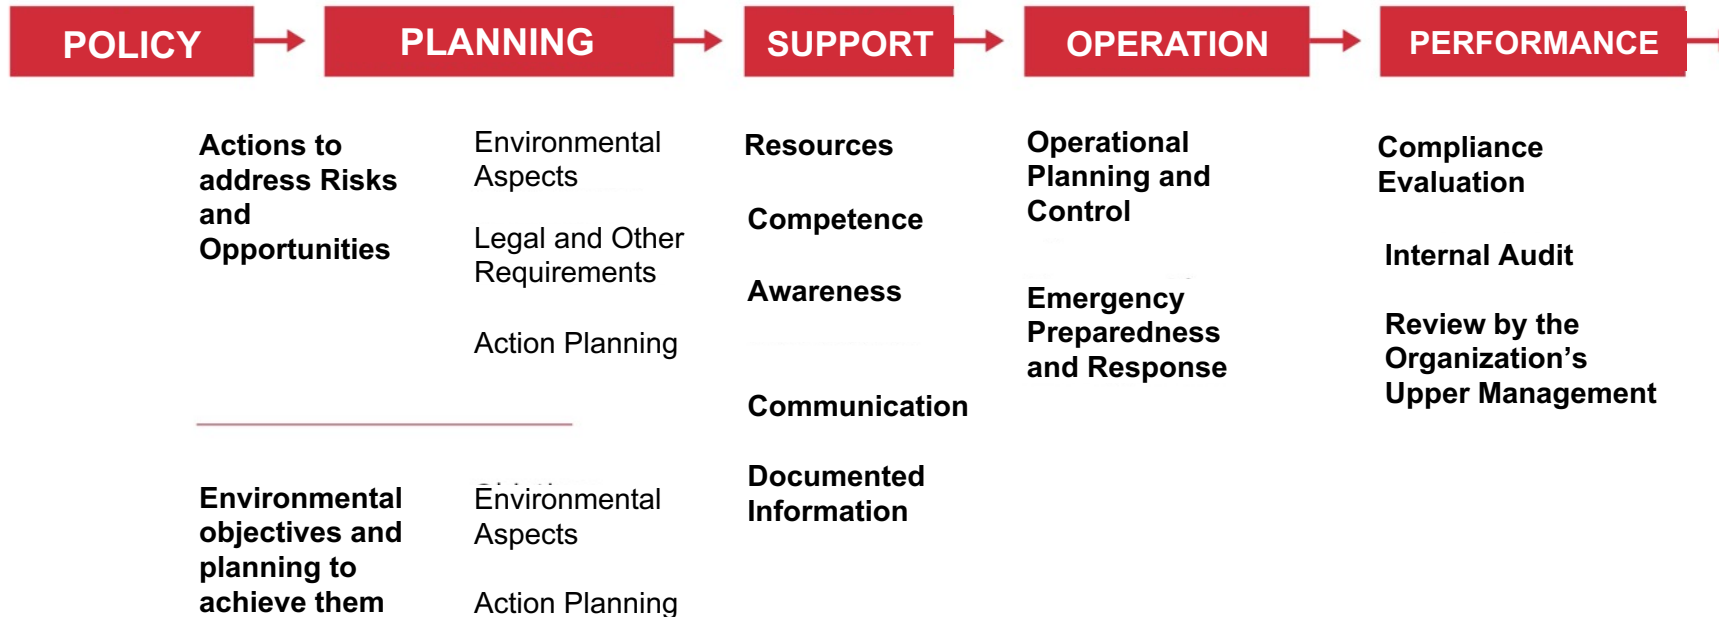 POLICY
PLANNING
SUPPORT
OPERATION
PERFORMANCE
Actions to
address Risks
and
Opportunities
Environmental
Aspects
Legal and Other
Requirements
Action Planning
Environmental
objectives and
planning to
achieve them
Environmental
Aspects
Action Planning
Resources
Competence
Awareness
Communication
Documented
Information
Operational
Planning and
Control
Emergency
Preparedness
and Response
Compliance
Evaluation
Internal Audit
Review by the
Organization’s
Upper Management